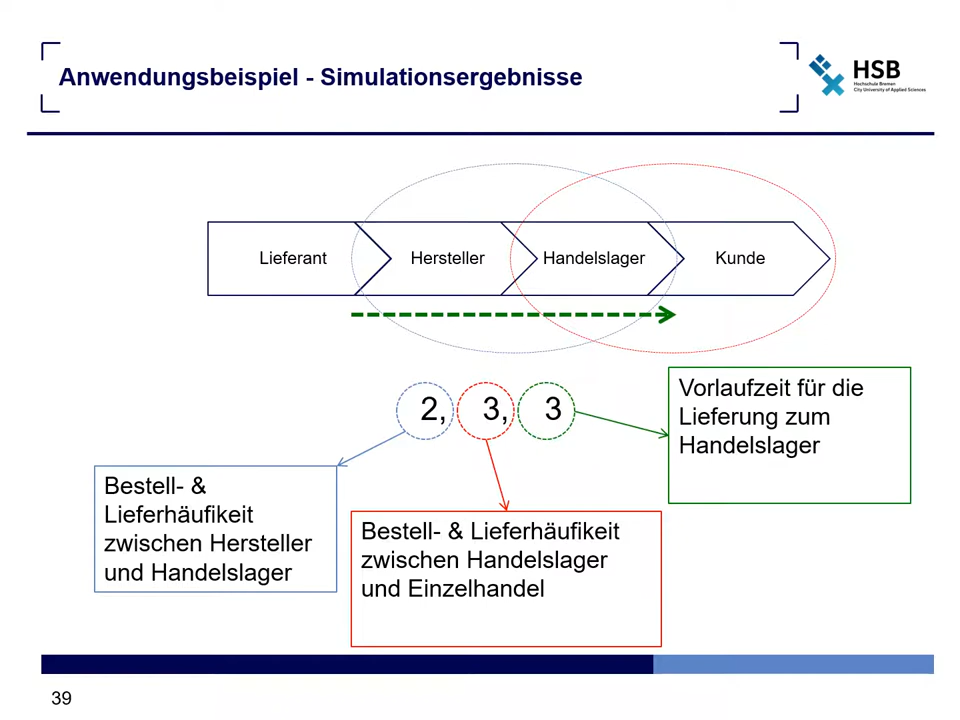 Anwendungsbeispiel - Simulationsergebnisse
HSB
Hochschule Bremen
City University of Applied Sciences
Lieferant
Hersteller
Handelslager
Kunde
2, 3, 3
Vorlaufzeit für die
Lieferung zum
Handelslager
Bestell- &
Lieferhäufikeit
zwischen Hersteller
und Handelslager
Bestell- & Lieferhäufikeit
zwischen Handelslager
und Einzelhandel
39